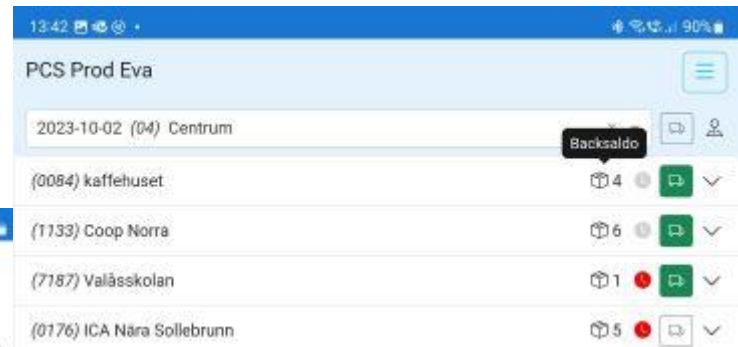 13:42 90%
PCS Prod Eva
2023-10-02 (04) Centrum
Backsaldo
(0084) kaffehuset 4
(1133) Coop Norra 6
(7187) Valåsskolan 1
(0176) ICA Nära Sollebrunn 5